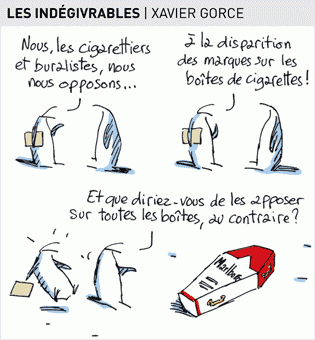 LES INDÉGIVRABLES | XAVIER GORCE
Nous, les cigarettiers
et buralistes, nous
nous opposons...
à la disparition
des marques sur les
boîtes de cigarettes!
Et que diriez-vous de les apposer
sur toutes les boîtes, au contraire?
Marlboro